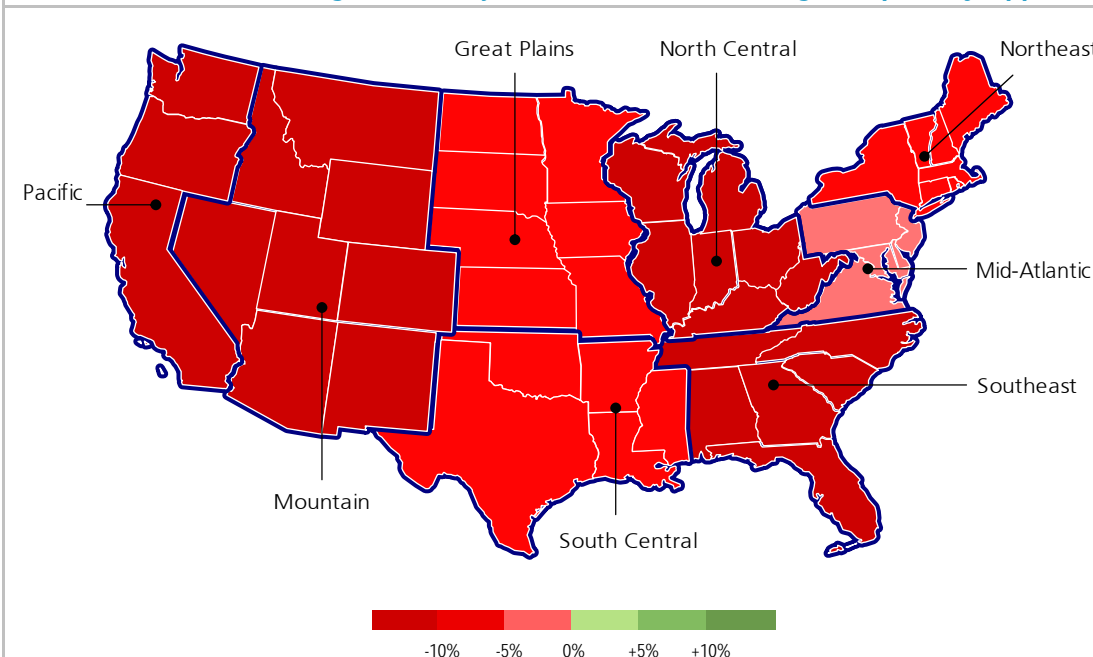 Great Plains
North Central
Northeast
Pacific
Mid-Atlantic
Southeast
Mountain
South Central
-10% -5% 0% +5% +10%